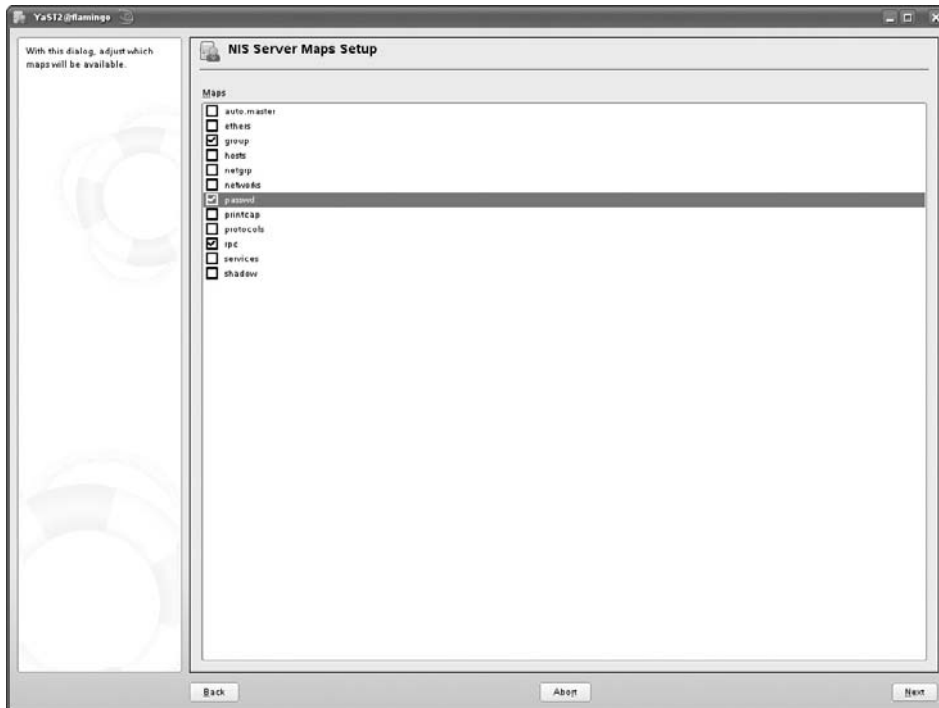 YaST2@flamingo
With this dialog, adjust which
maps will be available.
NIS Server Maps Setup
Maps
auto.master
ethers
group
hosts
netgrp
networks
passwd
printcap
protocols
rpc
services
shadow
Back
Abort
Next